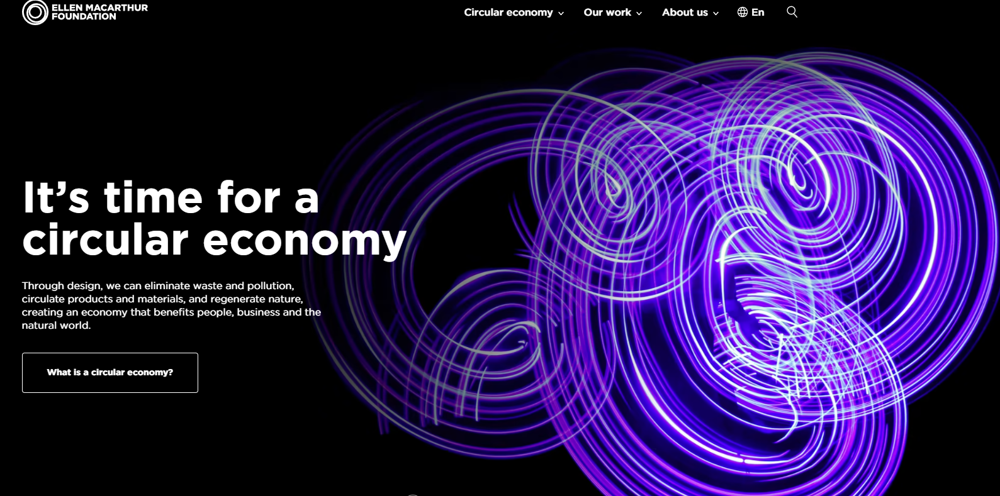 ELLEN MACARTHUR
FOUNDATION
Circular economy
Our work
About us
En
It’s time for a
circular economy
Through design, we can eliminate waste and pollution,
circulate products and materials, and regenerate nature,
creating an economy that benefits people, business and the
natural world.
What is a circular economy?